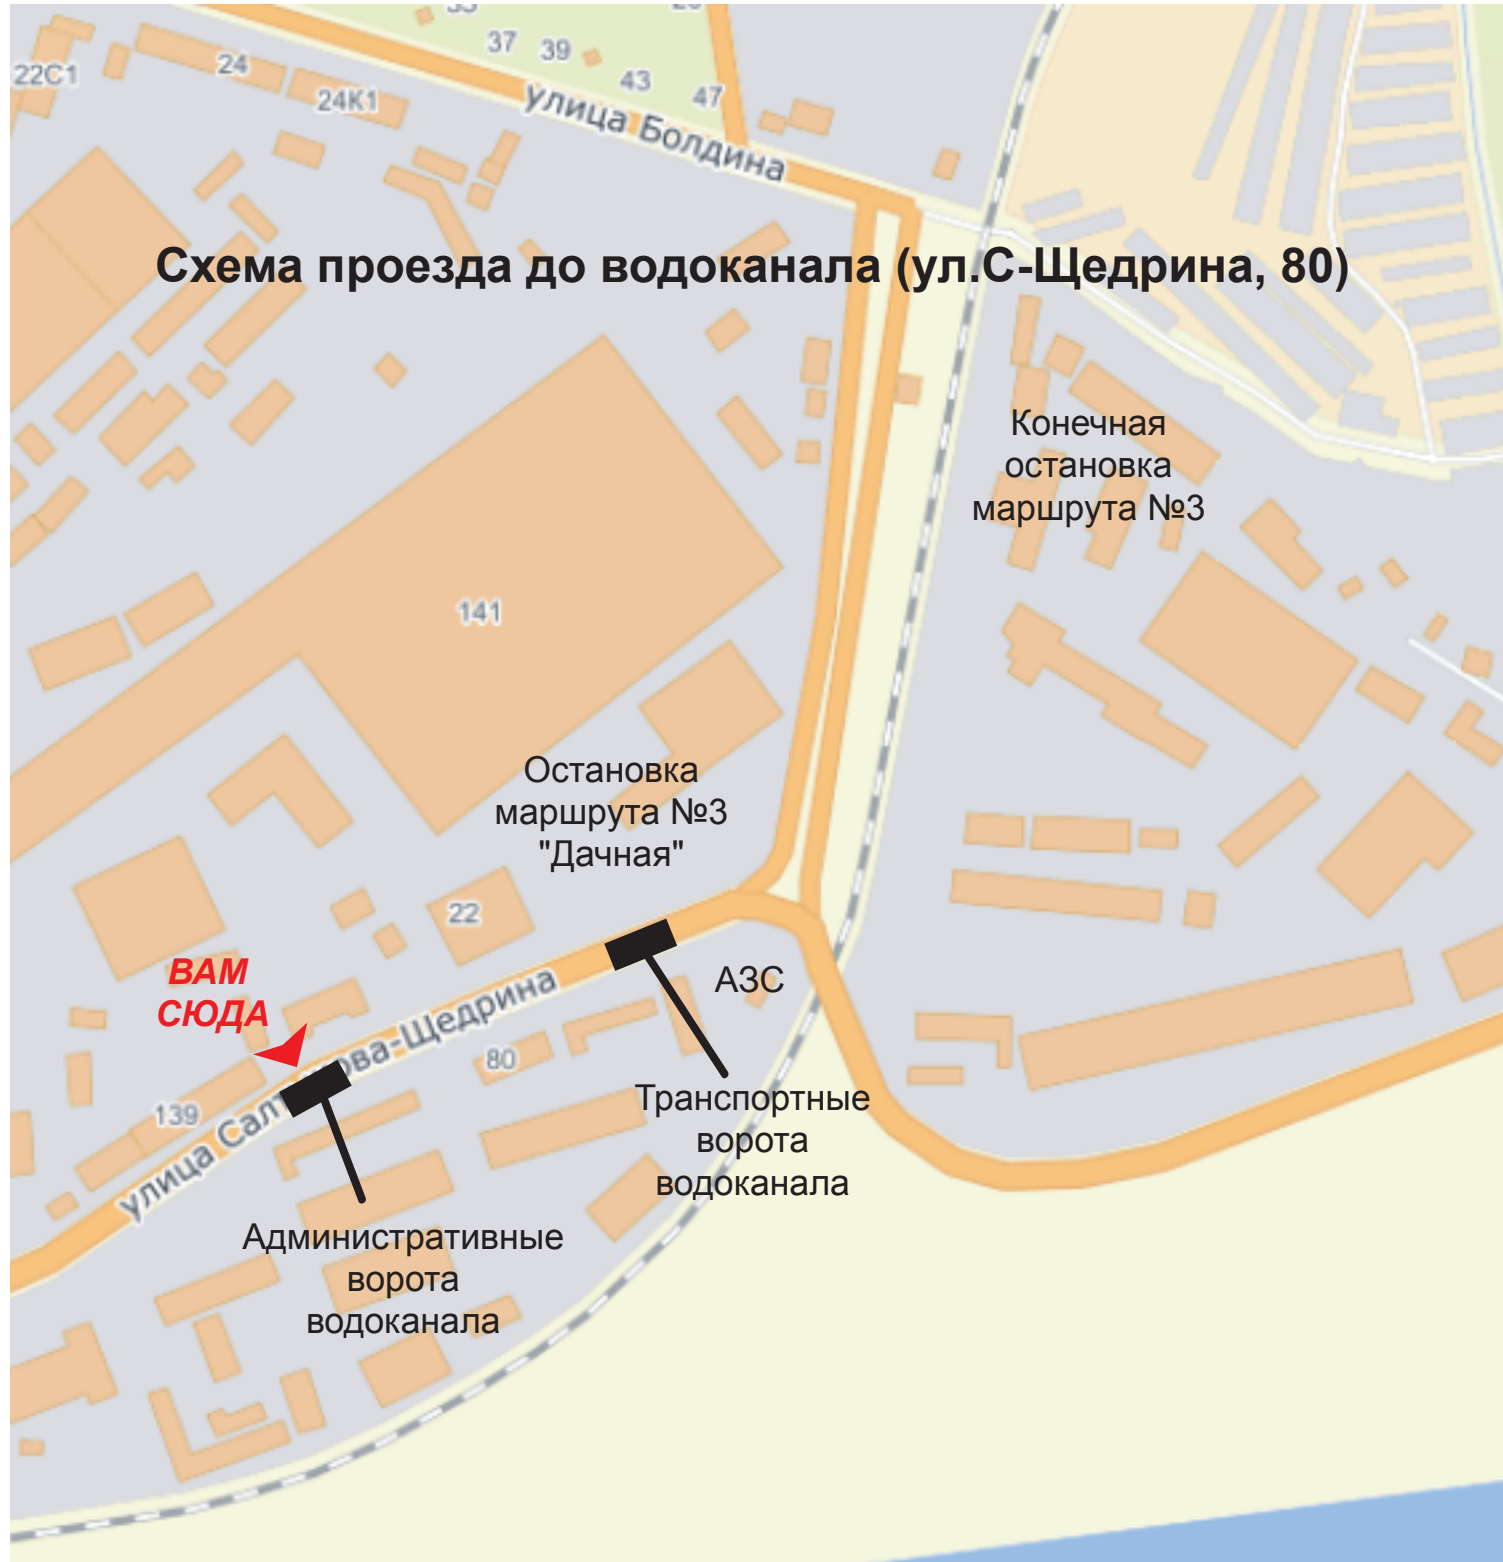 37
39
43
47
22С1
24
24К1
улица Болдина
Схема проезда до водоканала (ул.С-Щедрина, 80)
Конечная
остановка
маршрута №3
141
Остановка
маршрута №3
"Дачная"
22
ВАМ
СЮДА
АЗС
80
139
улица Салт ова-Щедрина
Транспортные
ворота
водоканала
Административные
ворота
водоканала